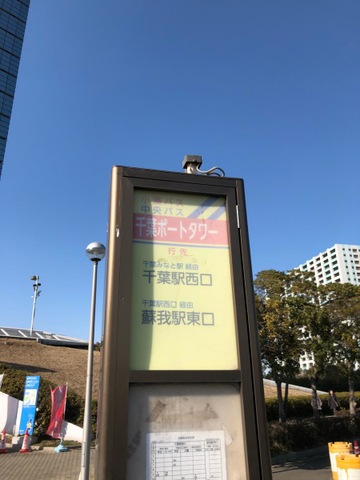 中央バス
千葉ポートタワー
行先
千葉みなと駅 経由
千葉駅西口
千葉駅西口 経由
蘇我駅東口